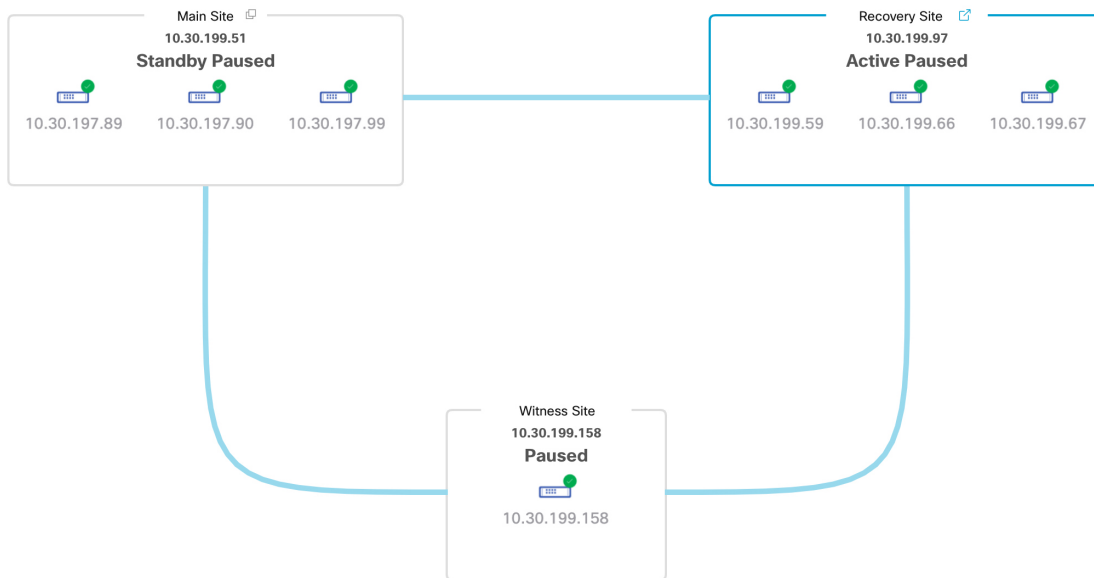 Main Site
10.30.199.51
Standby Paused
10.30.197.89 10.30.197.90 10.30.197.99
Recovery Site
10.30.199.97
Active Paused
10.30.199.59 10.30.199.66 10.30.199.67
Witness Site
10.30.199.158
Paused
10.30.199.158